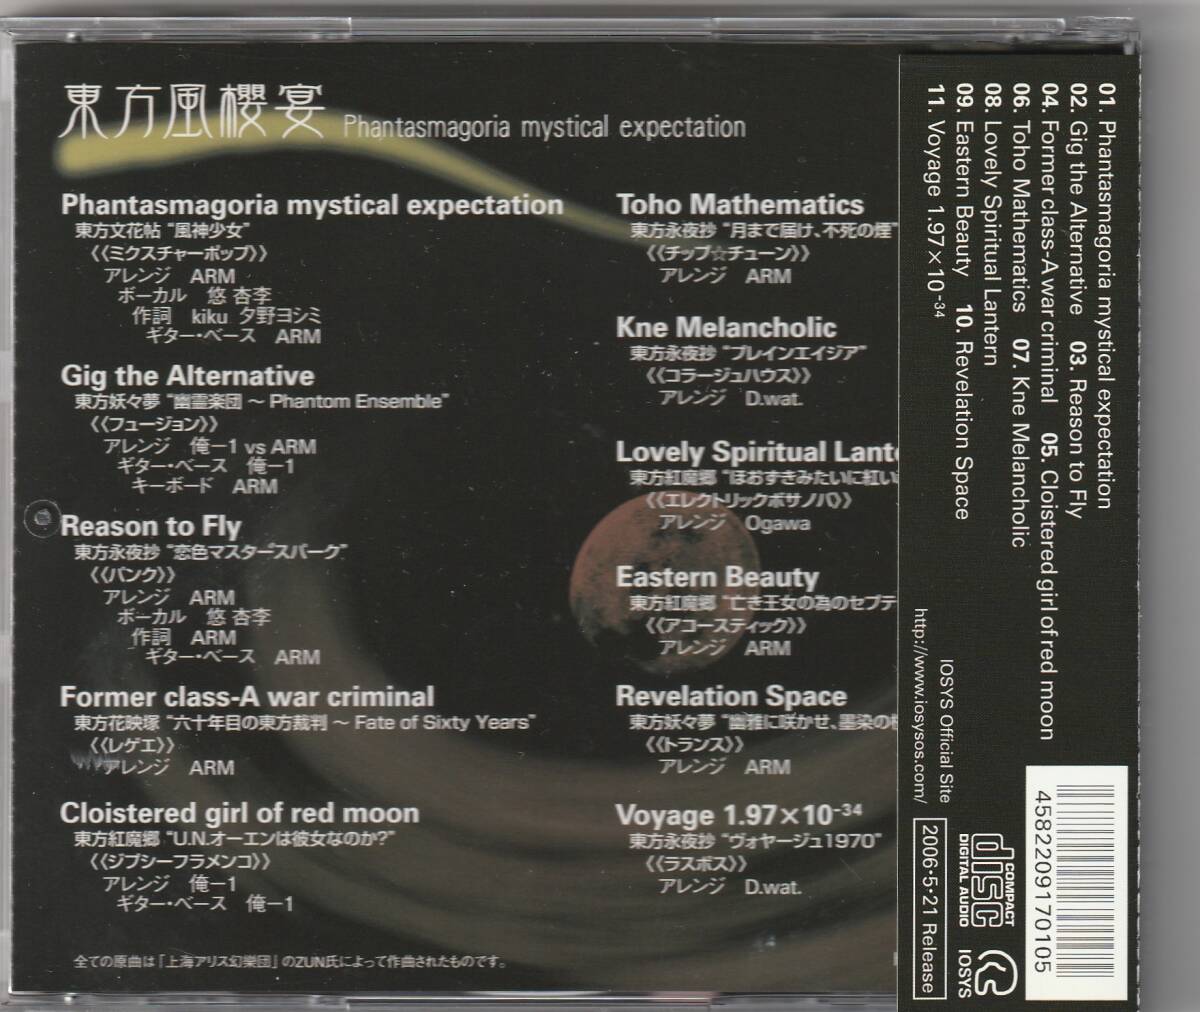 東方風櫻宴 Phantasmagoria mystical expectation
Phantasmagoria mystical expectation
東方文花帖 “風神少女”
《《ミクスチャーポップ》》
アレンジ ARM
ボーカル 悠 杏李
作詞 kiku 夕野ヨシミ
ギター・ベース ARM
Gig the Alternative
東方妖々夢 “幽霊楽団 ～ Phantom Ensemble”
《《フュージョン》》
アレンジ 俺－1 vs ARM
ギター・ベース 俺－1
キーボード ARM
Reason to Fly
東方永夜抄 “恋色マスタースパーク”
《《パンク》》
アレンジ ARM
ボーカル 悠 杏李
作詞 ARM
ギター・ベース ARM
Former class-A war criminal
東方花映塚 “六十年目の東方裁判 ～ Fate of Sixty Years”
《《レゲエ》》
アレンジ ARM
Cloistered girl of red moon
東方紅魔郷 “U.N.オーエンは彼女なのか?”
《《ジプシーフラメンコ》》
アレンジ 俺－1
ギター・ベース 俺－1
Toho Mathematics
東方永夜抄 “月まで届け、不死の煙”
《《チップ☆チューン》》
アレンジ ARM
Kne Melancholic
東方永夜抄 “プレインエイジア”
《《コラージュハウス》》
アレンジ D.wat.
Lovely Spiritual Lante
東方紅魔郷 “ほおずきみたいに紅い
《《エレクトリックボサノバ》》
アレンジ Ogawa
Eastern Beauty
東方紅魔郷 “亡き王女の為のセプテ
《《アコースティック》》
アレンジ ARM
Revelation Space
東方妖々夢 “幽雅に咲かせ、墨染の桜
《《トランス》》
アレンジ ARM
Voyage 1.97×10-34
東方永夜抄 “ヴォヤージュ1970”
《《ラスボス》》
アレンジ D.wat.
全ての原曲は「上海アリス幻樂団」のZUN氏によって作曲されたものです。
01. Phantasmagoria mystical expectation
02. Gig the Alternative 03. Reason to Fly
04. Former class-A war criminal 05. Cloistered girl of red moon
06. Toho Mathematics 07. Kne Melancholic
08. Lovely Spiritual Lantern
09. Eastern Beauty 10. Revelation Space
11. Voyage 1.97×10-34
IOSYS Official Site
http://www.iosysos.com/
2006・5・21 Release
COMPACT
disc
DIGITAL AUDIO
IOSYS
4582209170105